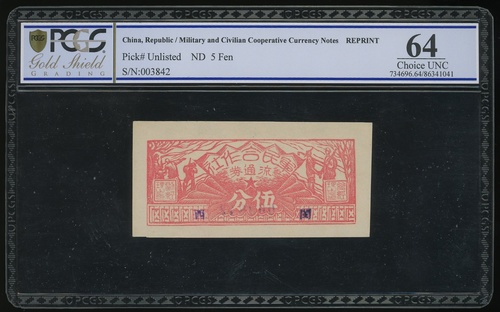 PCGS
Gold Shield
GRADING
China, Republic / Military and Civilian Cooperative Currency Notes REPRINT
Pick# Unlisted ND 5 Fen
S/N:003842
64
Choice UNC
734696.64/86341041
社作合民軍
券通流
分伍